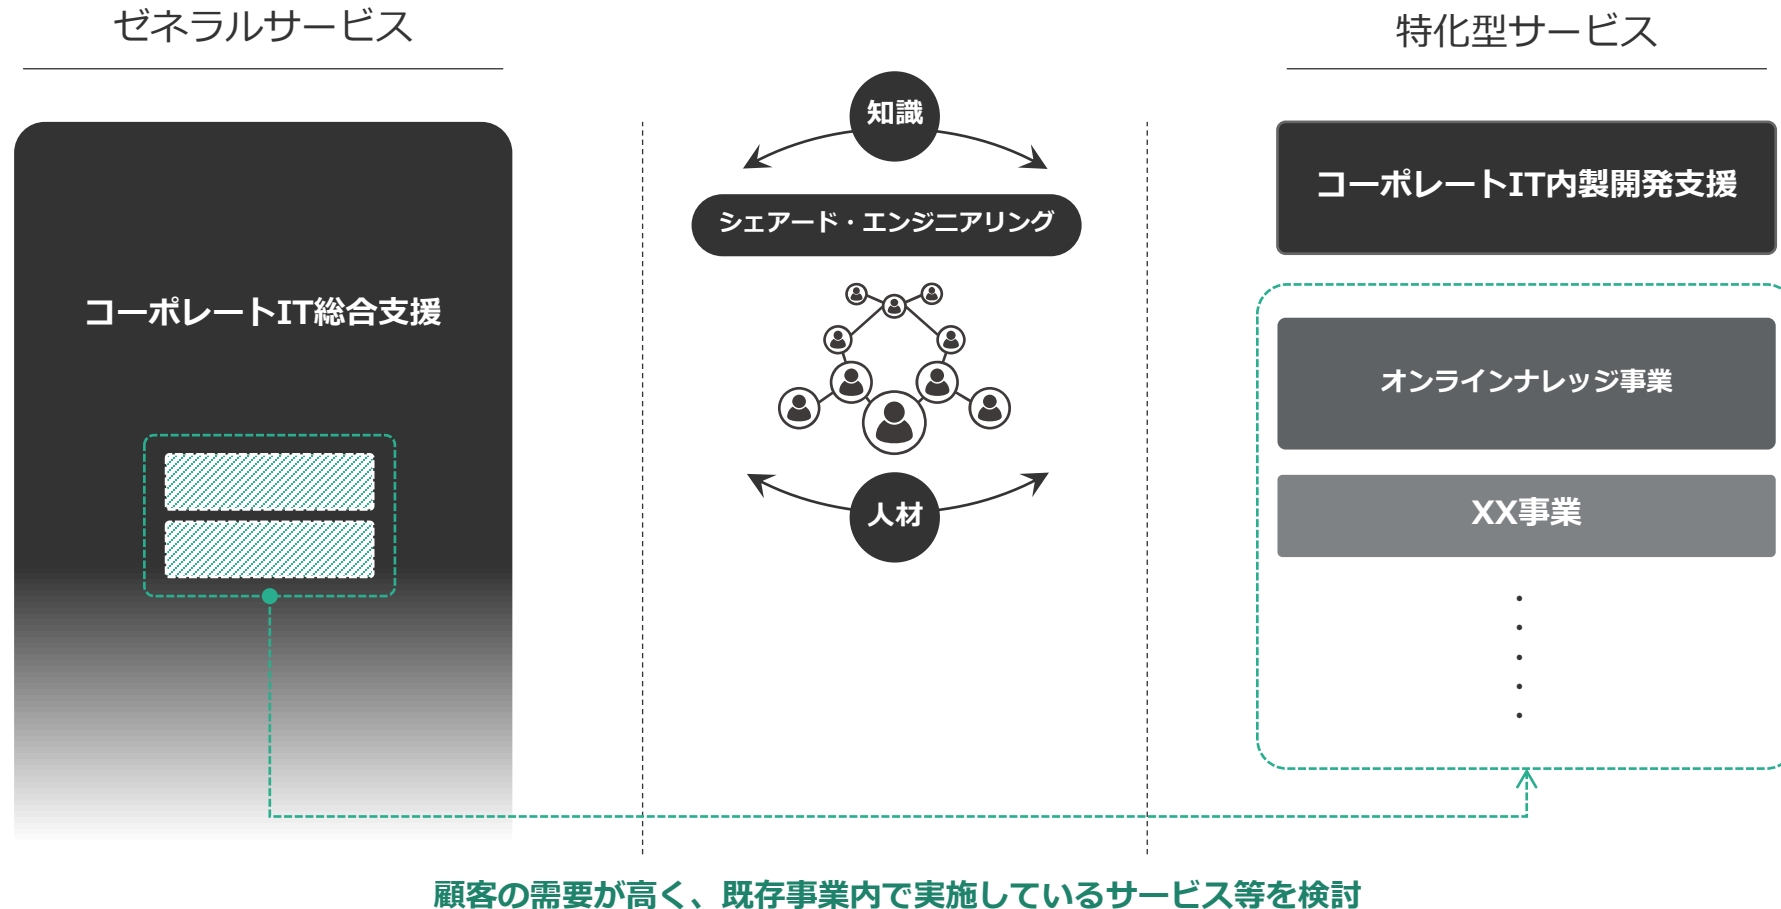 ゼネラルサービス
コーポレートIT総合支援
知識
シェアード・エンジニアリング
人材
特化型サービス
コーポレートIT内製開発支援
オンラインナレッジ事業
XX事業
・
・
・
・
・
顧客の需要が高く、既存事業内で実施しているサービス等を検討